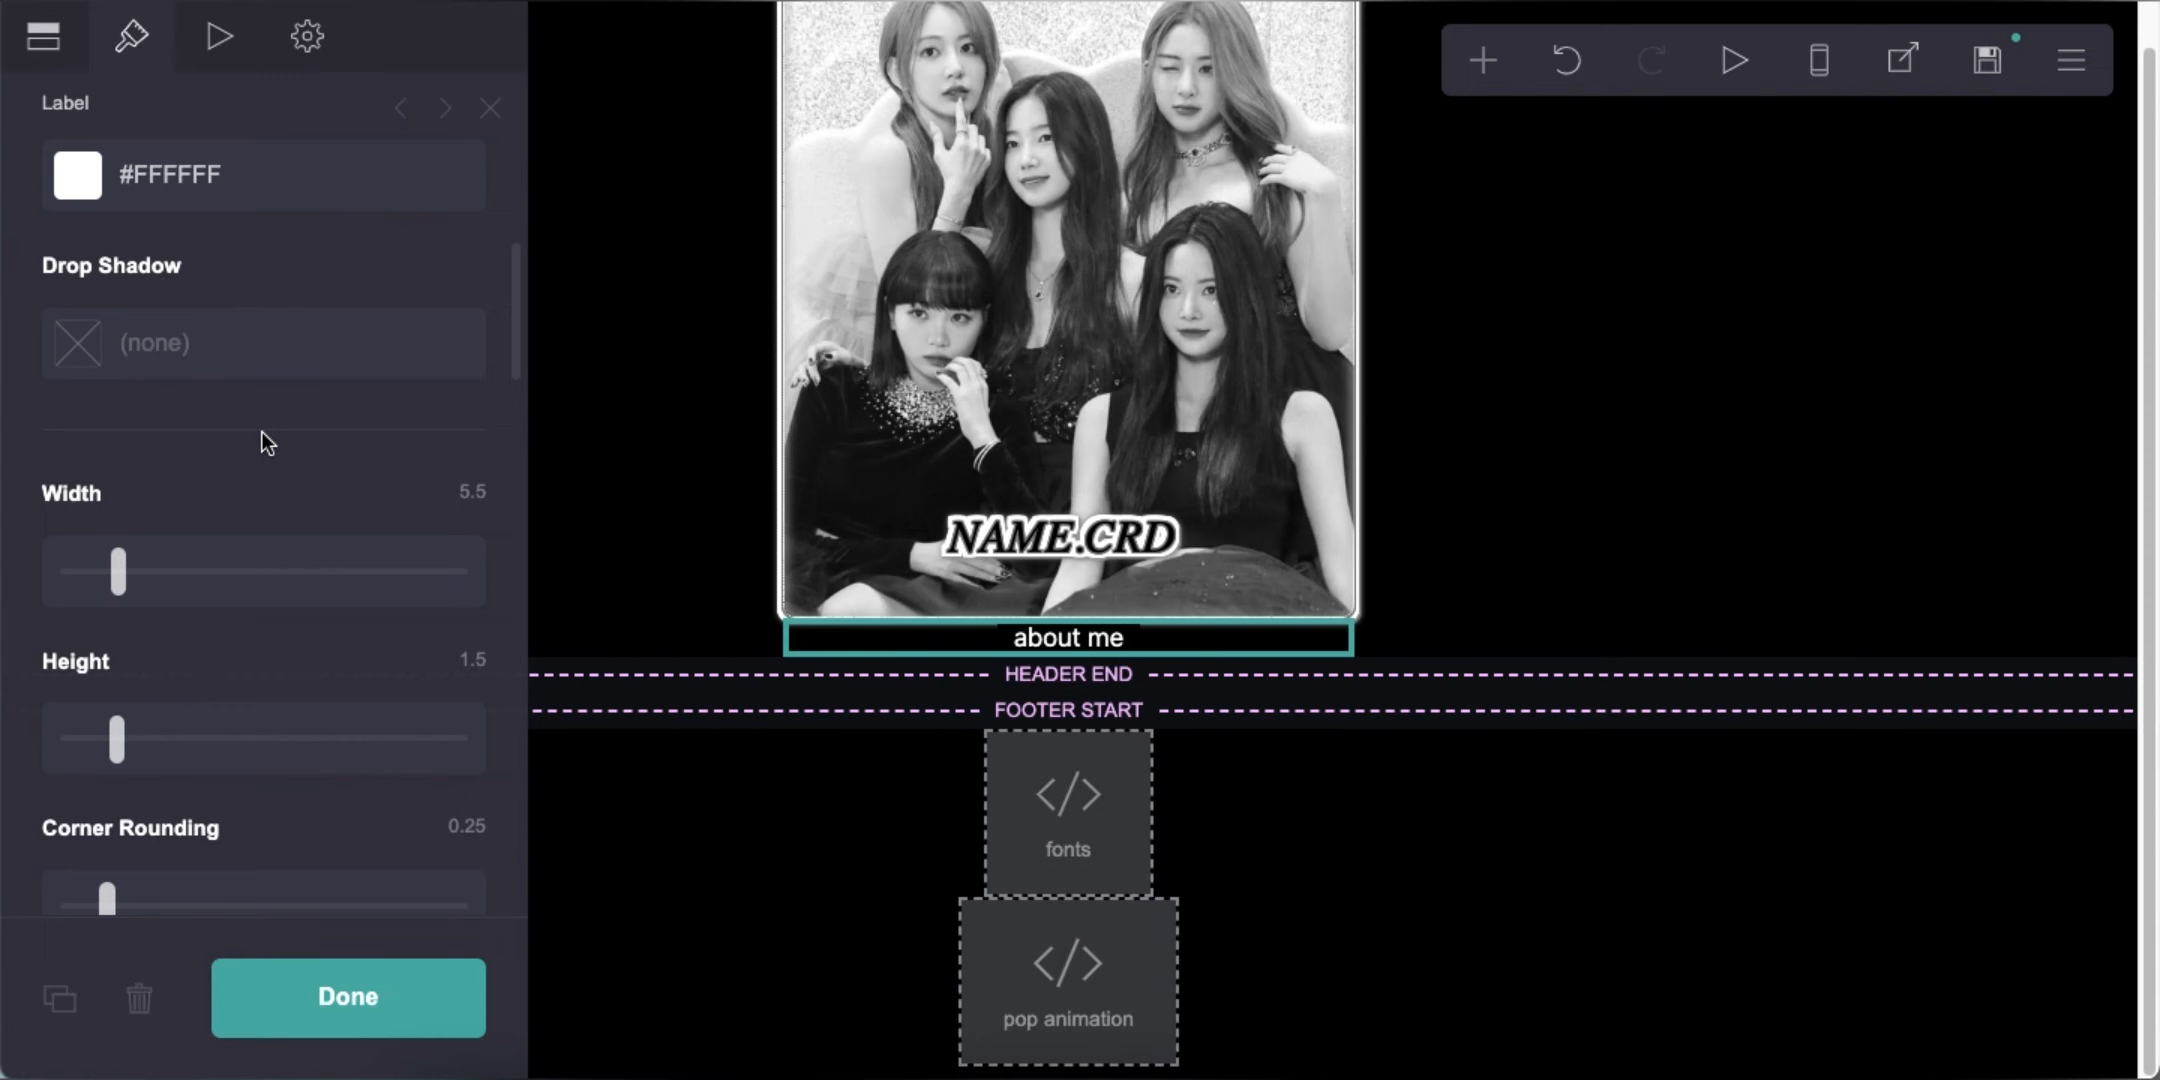 Label
#FFFFFF
Drop Shadow
(none)
Width 5.5
Height 1.5
Corner Rounding 0.25
Done
NAME.CRD
about me
HEADER END
FOOTER START
fonts
pop animation